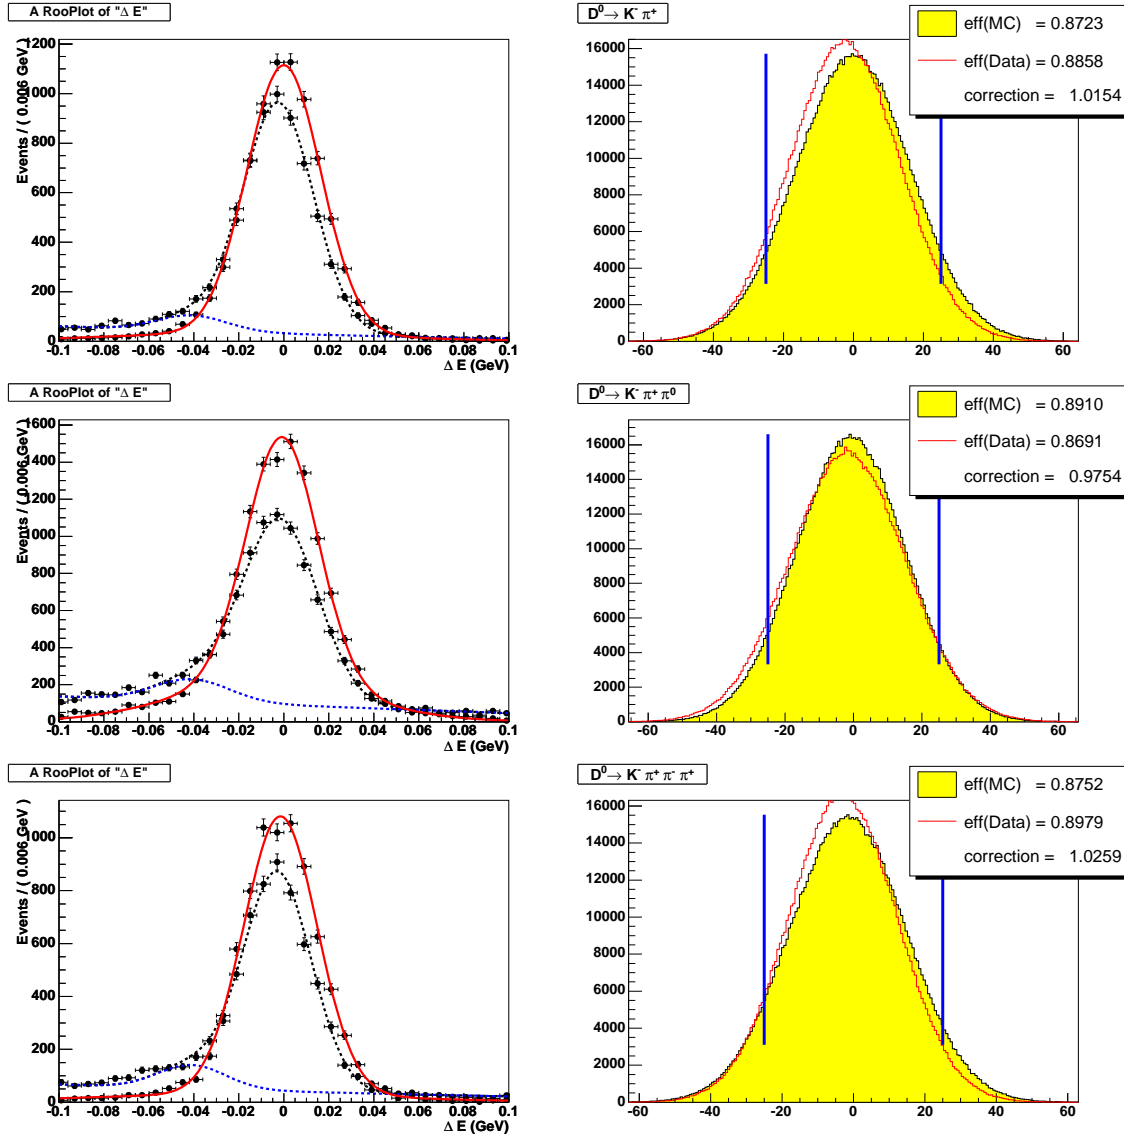 A RooPlot of "Δ E"
Events / ( 0.006 GeV )
1200
1000
800
600
400
200
0
-0.1 -0.08 -0.06 -0.04 -0.02 0 0.02 0.04 0.06 0.08 0.1
Δ E (GeV)
D⁰→ K⁻ π⁺
16000
14000
12000
10000
8000
6000
4000
2000
0
-60 -40 -20 0 20 40 60
eff(MC) = 0.8723
eff(Data) = 0.8858
correction = 1.0154
A RooPlot of "Δ E"
Events / ( 0.006 GeV )
1600
1400
1200
1000
800
600
400
200
0
-0.1 -0.08 -0.06 -0.04 -0.02 0 0.02 0.04 0.06 0.08 0.1
Δ E (GeV)
D⁰→ K⁻ π⁺ π⁰
16000
14000
12000
10000
8000
6000
4000
2000
0
-60 -40 -20 0 20 40 60
eff(MC) = 0.8910
eff(Data) = 0.8691
correction = 0.9754
A RooPlot of "Δ E"
Events / ( 0.006 GeV )
1000
800
600
400
200
0
-0.1 -0.08 -0.06 -0.04 -0.02 0 0.02 0.04 0.06 0.08 0.1
Δ E (GeV)
D⁰→ K⁻ π⁺ π⁻ π⁺
16000
14000
12000
10000
8000
6000
4000
2000
0
-60 -40 -20 0 20 40 60
eff(MC) = 0.8752
eff(Data) = 0.8979
correction = 1.0259